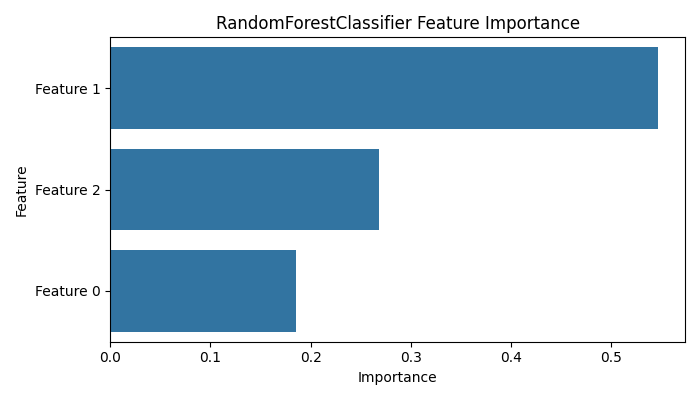 RandomForestClassifier Feature Importance
Feature
Feature 1
Feature 2
Feature 0
0.0 0.1 0.2 0.3 0.4 0.5
Importance